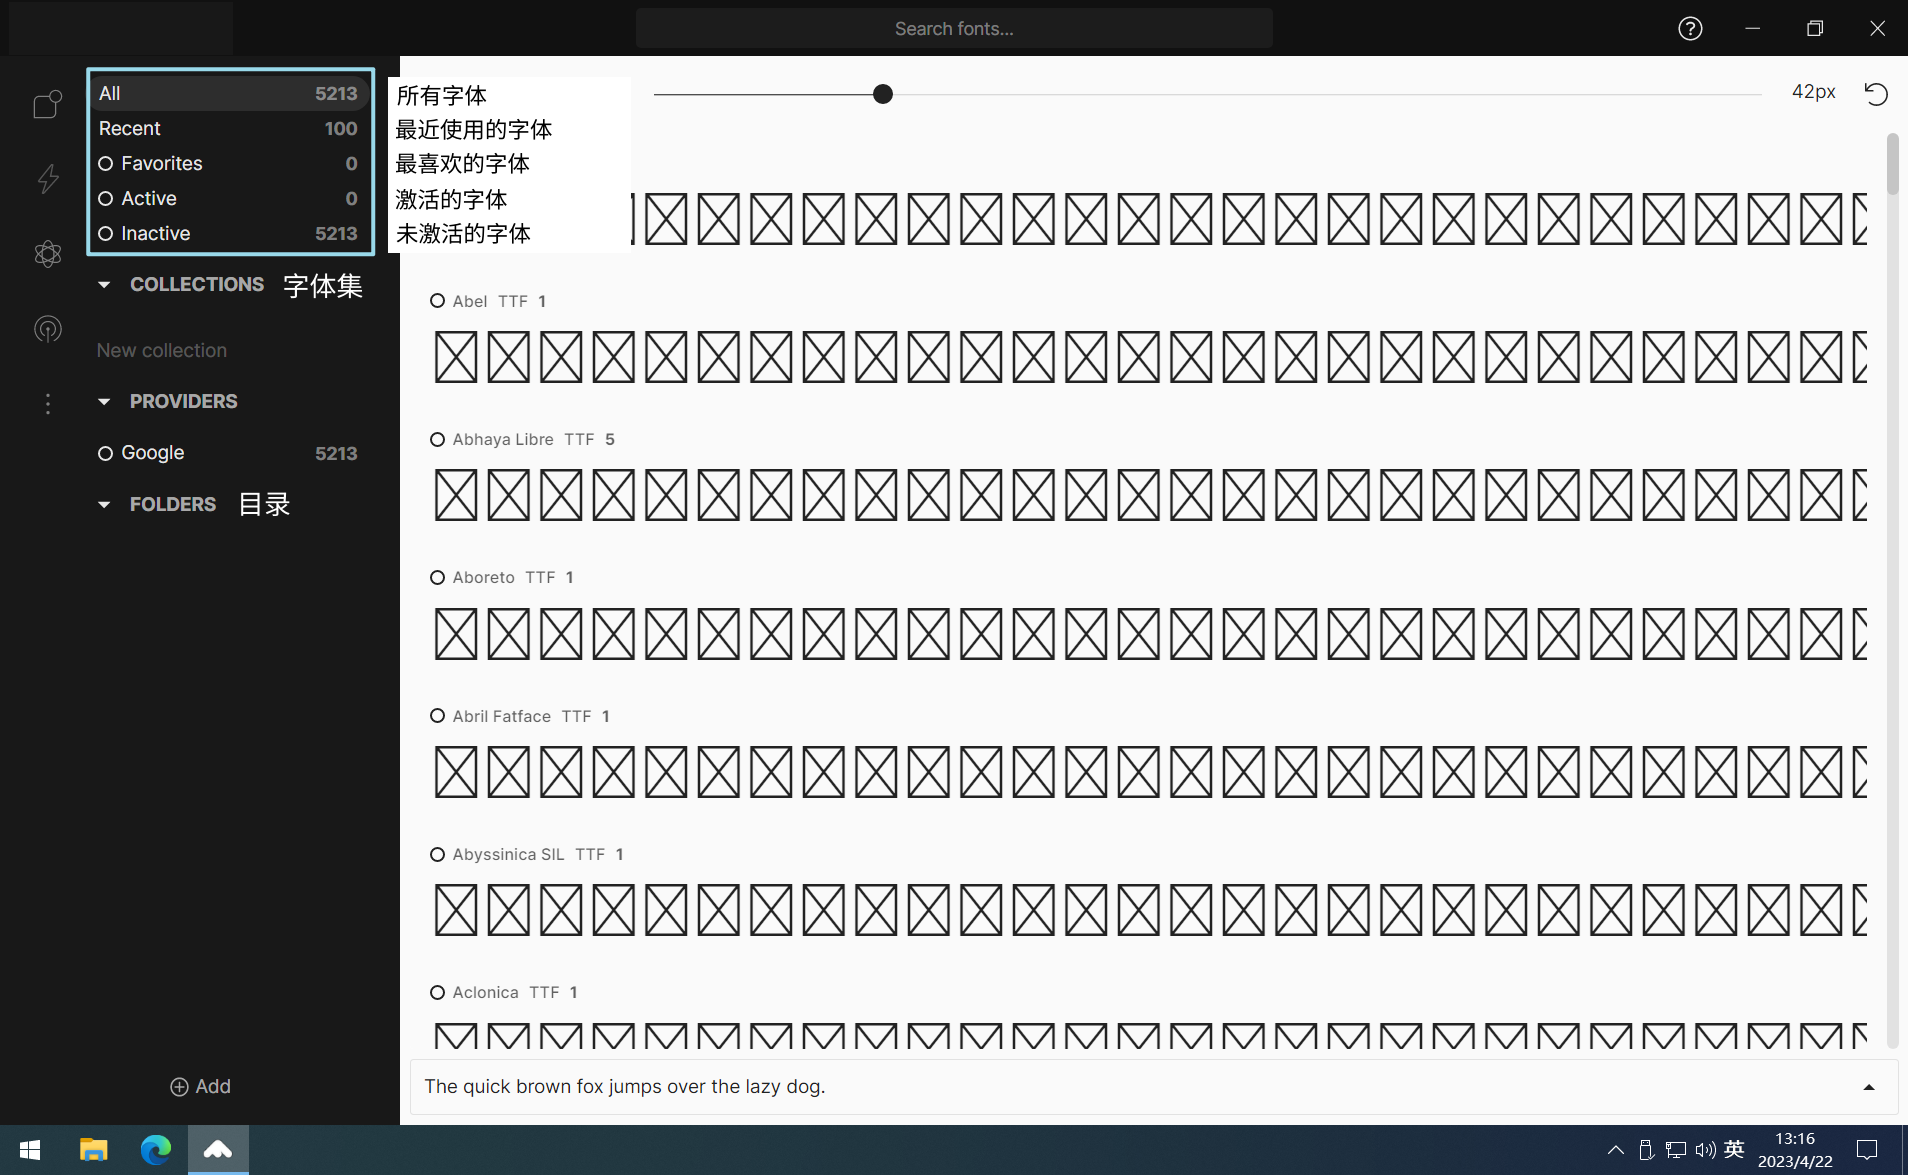 Search fonts...
All 5213 所有字体
42px
Recent 100 最近使用的字体
Favorites 0 最喜欢的字体
Active 0 激活的字体
Inactive 5213 未激活的字体
COLLECTIONS 字体集
New collection
PROVIDERS
Google 5213
FOLDERS 目录
Add
Abel TTF 1
Abhaya Libre TTF 5
Aboreto TTF 1
Abril Fatface TTF 1
Abyssinica SIL TTF 1
Aclonica TTF 1
The quick brown fox jumps over the lazy dog.
英
13:16
2023/4/22